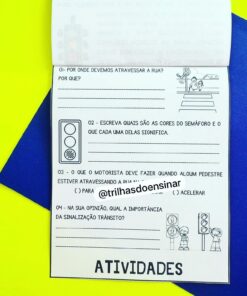 01- POR ONDE DEVEMOS ATRAVESSAR A RUA?
POR QUE?
02 - ESCREVA QUAIS SÃO AS CORES DO SEMÁFORO E O
QUE CADA UMA DELAS SIGNIFICA.
03 - O QUE O MOTORISTA DEVE FAZER QUANDO ALGUM PEDESTRE
ESTIVER ATRAVESSANDO A RUA
( ) PARA ( ) ACELERAR
@trilhasdoensinar
04 - NA SUA OPINIÃO, QUAL A IMPORTÂNCIA
DA SINALIZAÇÃO TRÂNSITO?
ATIVIDADES